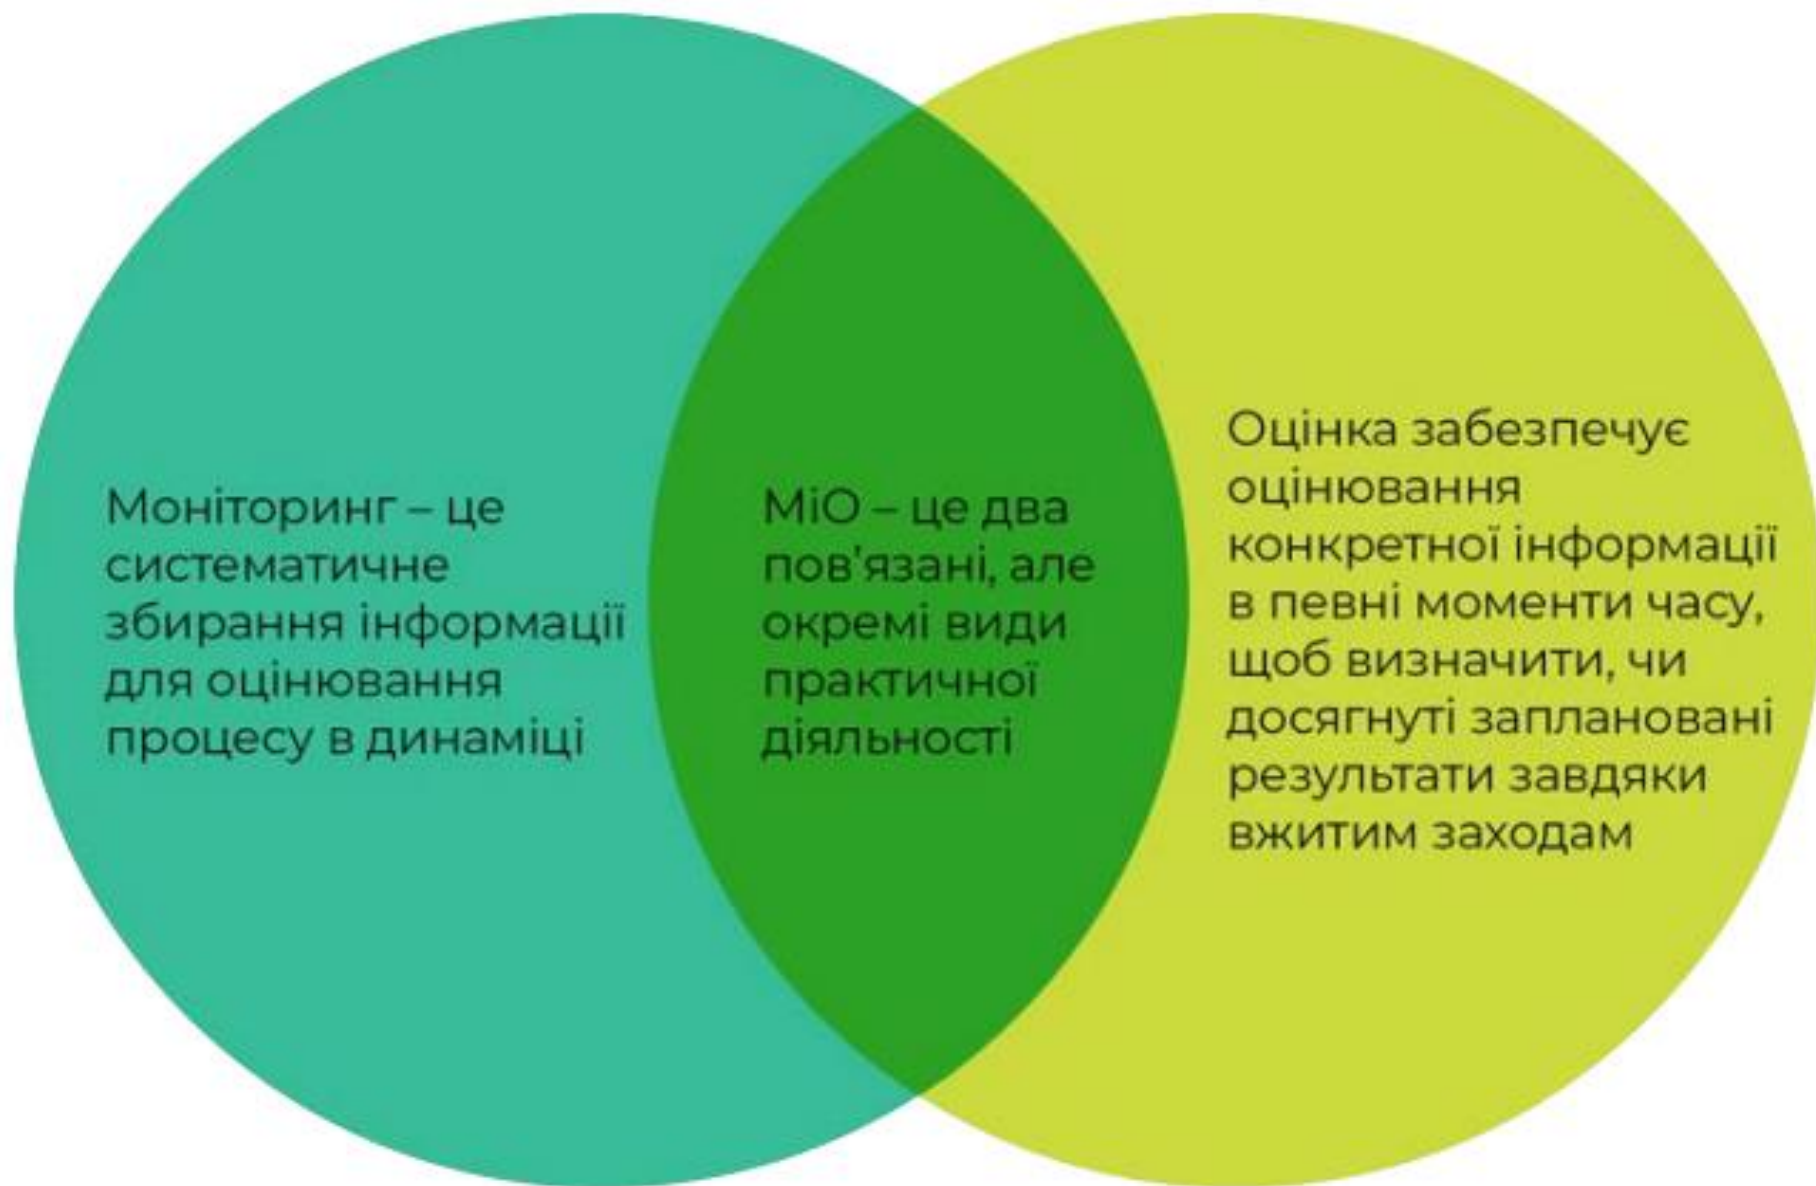 Моніторинг – це
систематичне
збирання інформації
для оцінювання
процесу в динаміці
МіО – це два
пов'язані, але
окремі види
практичної
діяльності
Оцінка забезпечує
оцінювання
конкретної інформації
в певні моменти часу,
щоб визначити, чи
досягнуті заплановані
результати завдяки
вжитим заходам